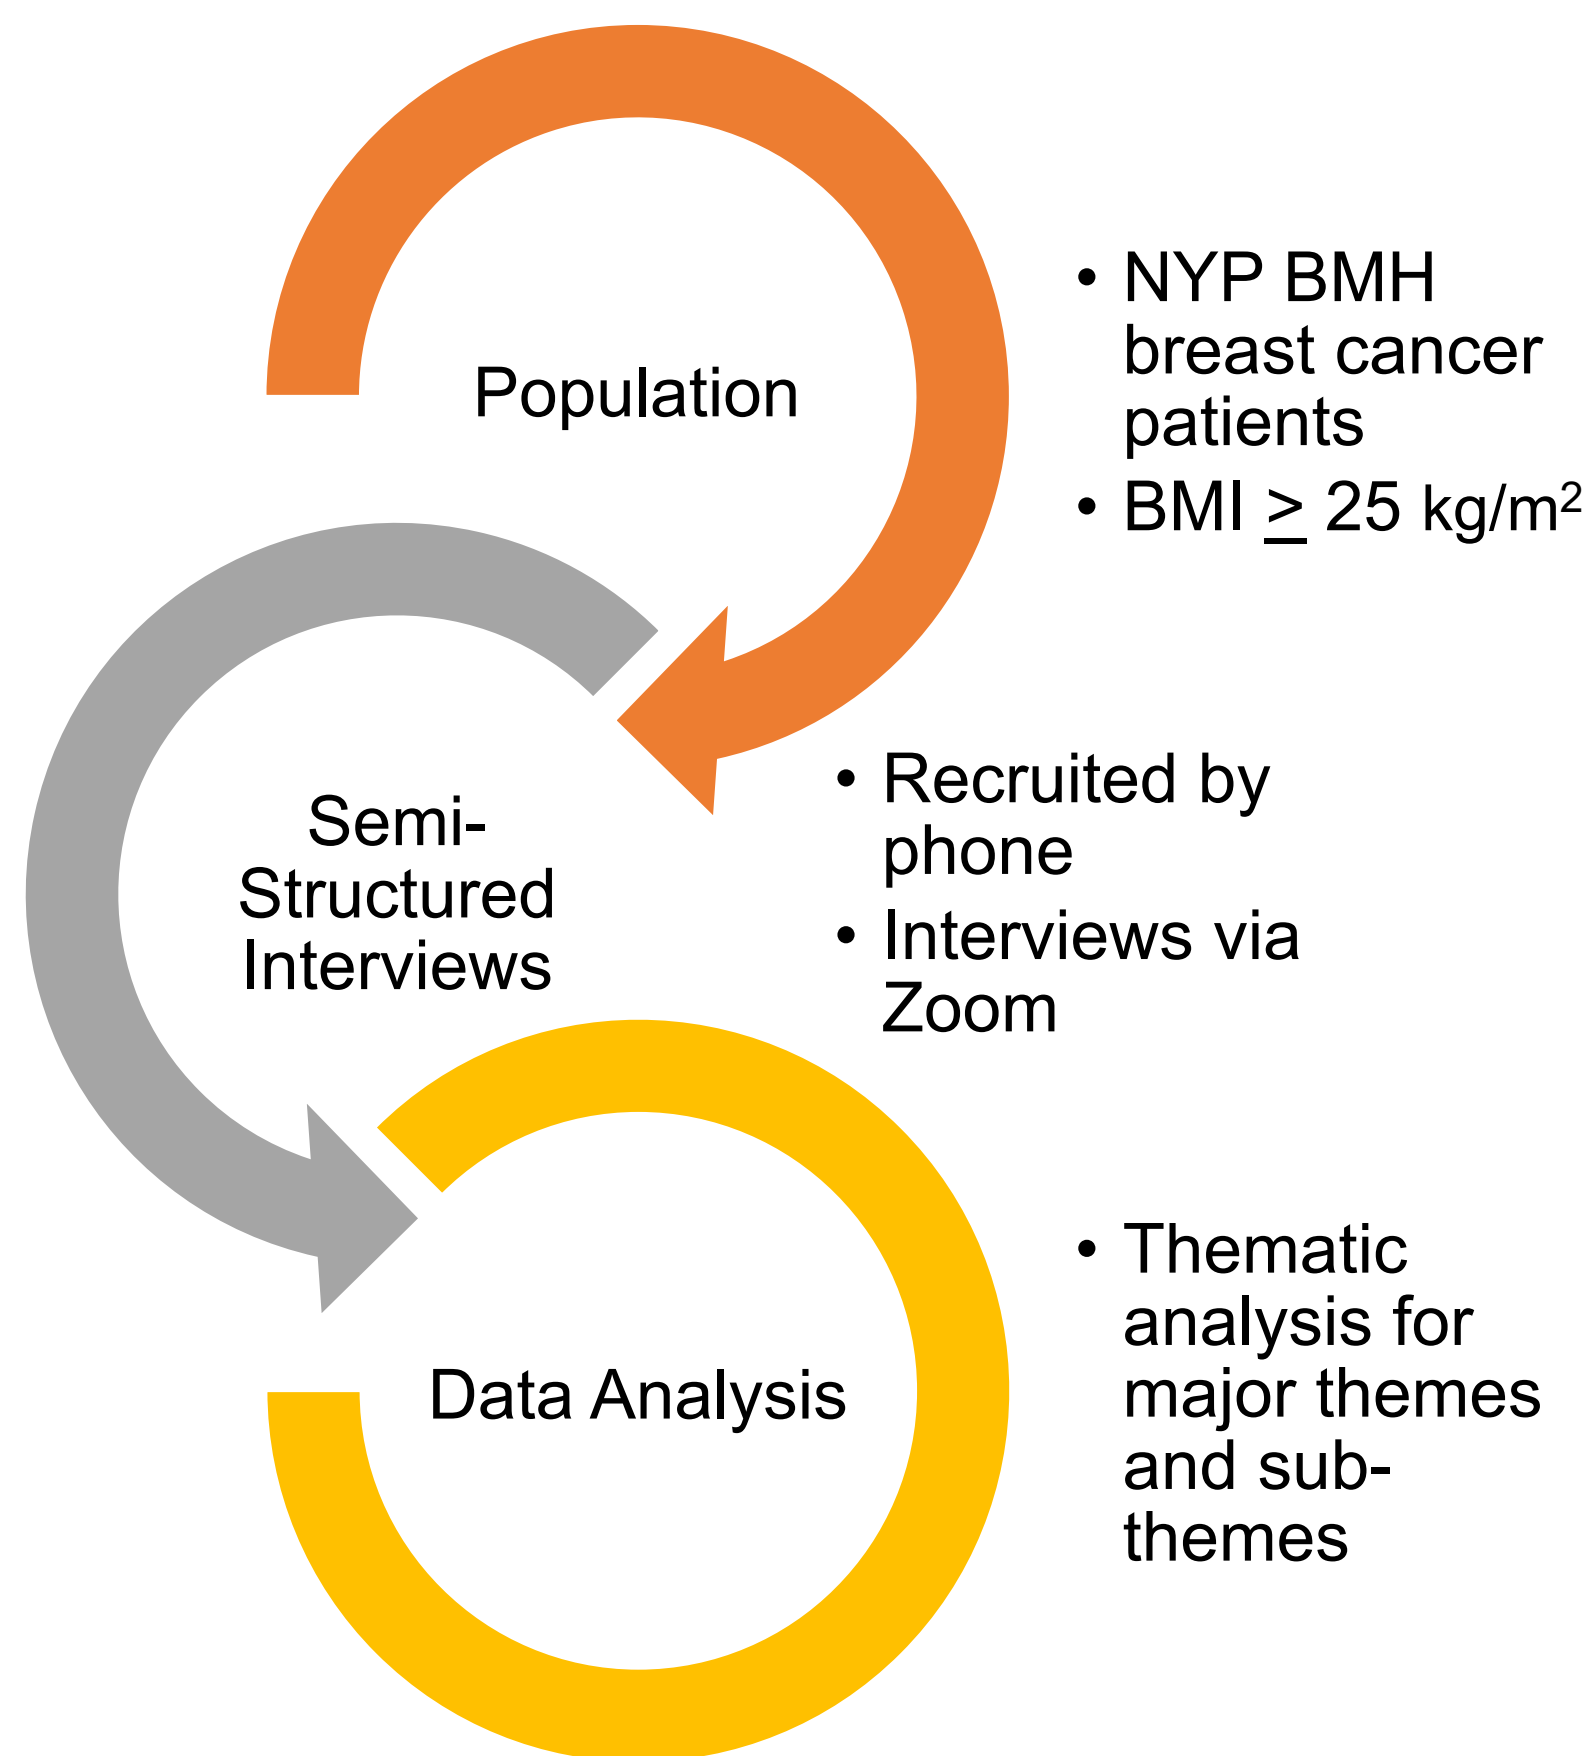 Population
• NYP BMH
breast cancer
patients
• BMI ≥ 25 kg/m²
Semi-
Structured
Interviews
• Recruited by
phone
• Interviews via
Zoom
Data Analysis
• Thematic
analysis for
major themes
and sub-
themes